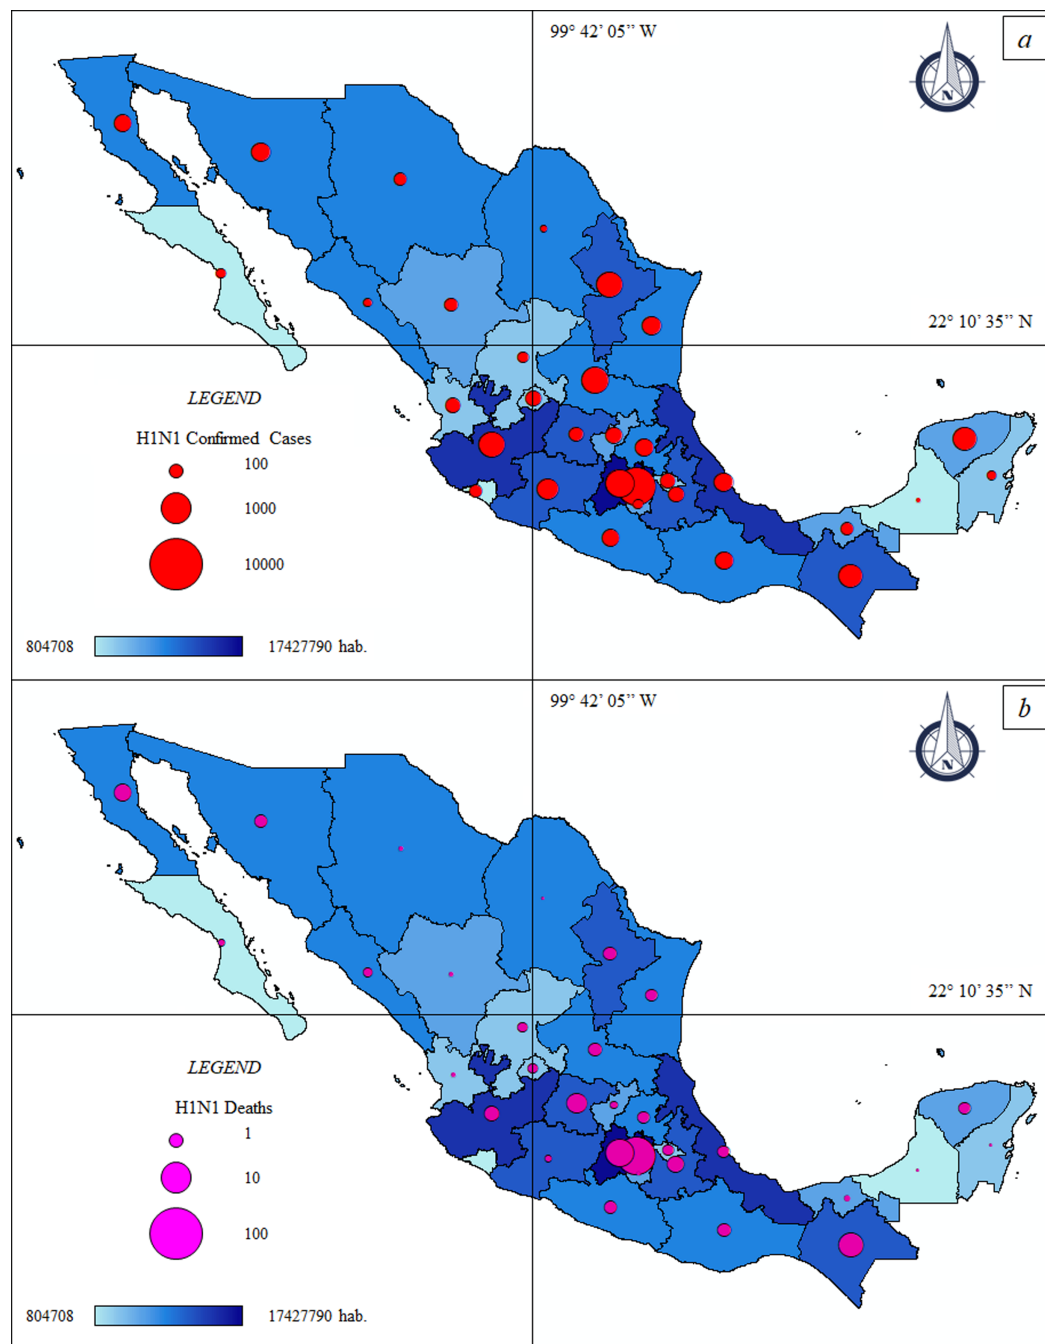 99° 42’ 05” W
a
N
22° 10’ 35” N
LEGEND
H1N1 Confirmed Cases
100
1000
10000
804708
17427790 hab.
99° 42’ 05” W
b
N
22° 10’ 35” N
LEGEND
H1N1 Deaths
1
10
100
804708
17427790 hab.